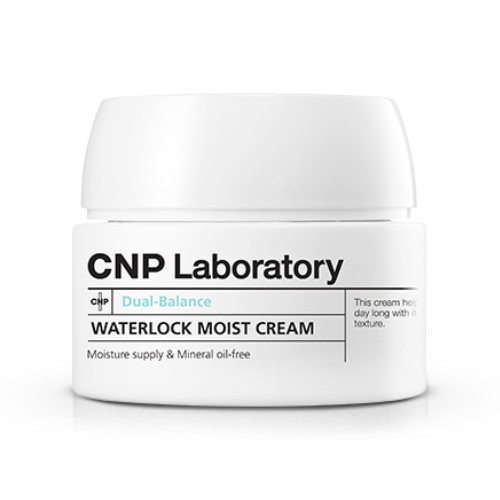 CNP Laboratory
CNP
Dual-Balance
WATERLOCK MOIST CREAM
Moisture supply & Mineral oil-free
This cream
day long with
texture.